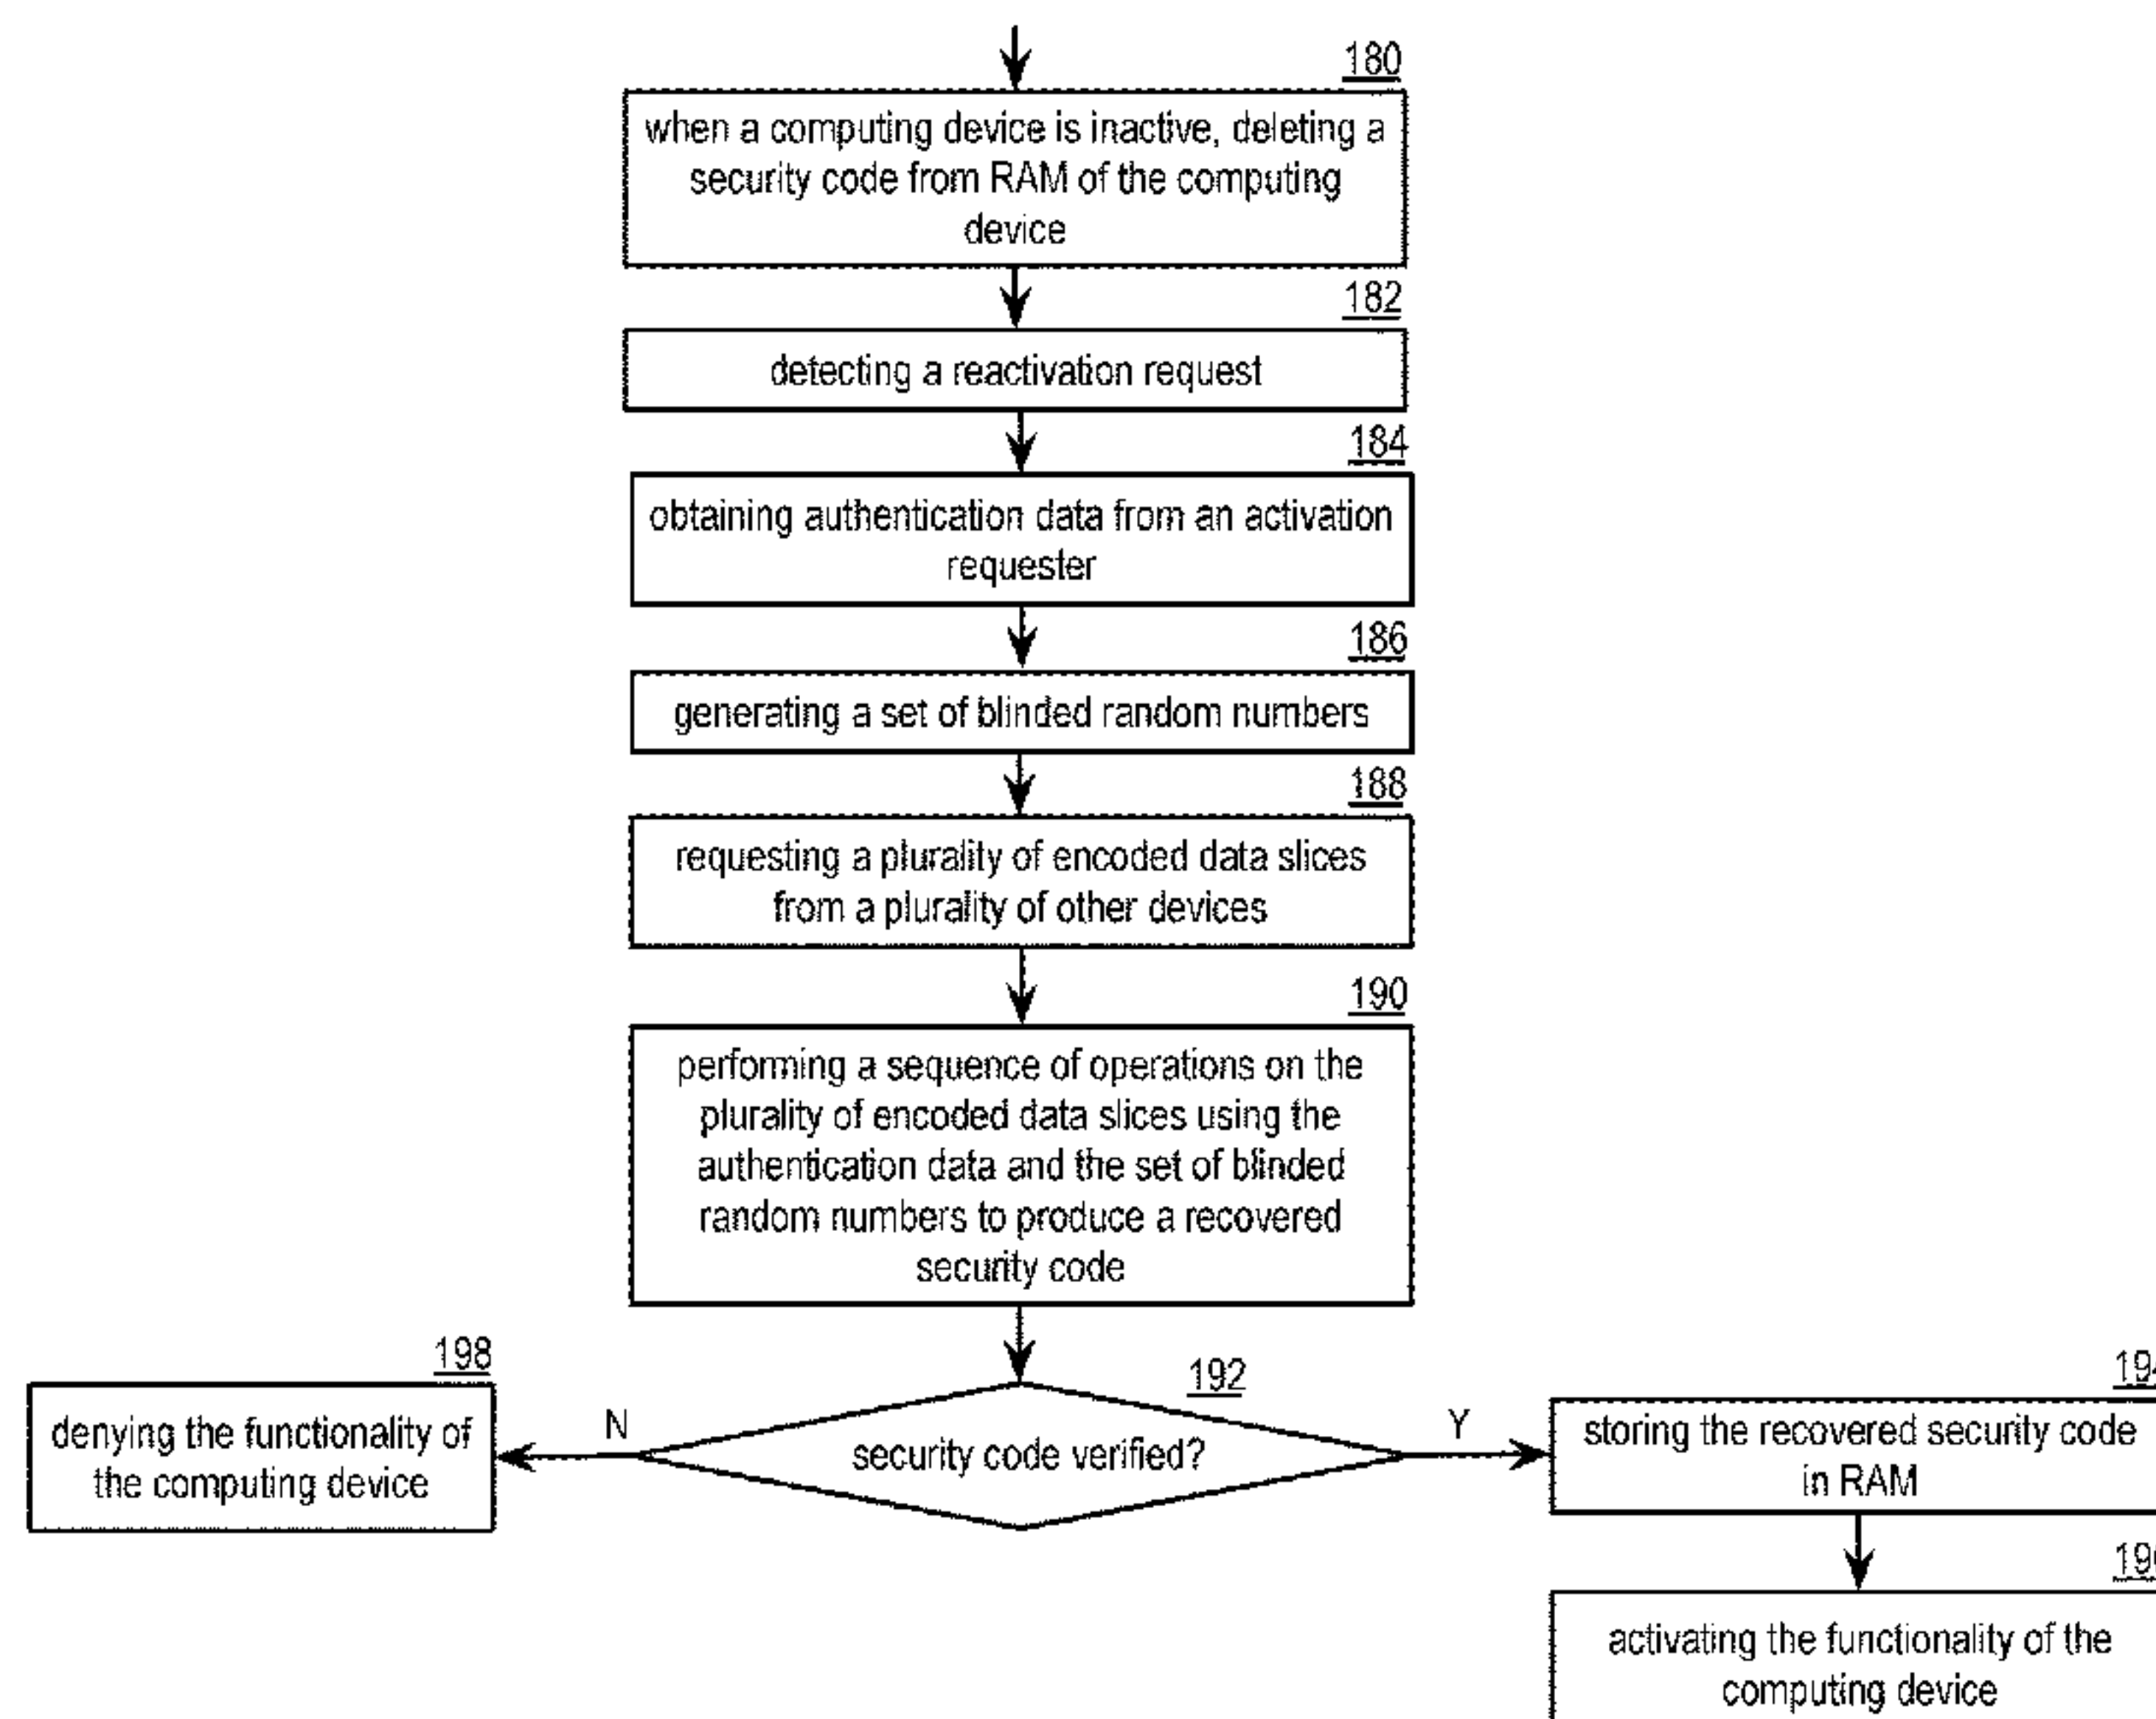 180
when a computing device is inactive, deleting a
security code from RAM of the computing
device
182
detecting a reactivation request
184
obtaining authentication data from an activation
requester
186
generating a set of blinded random numbers
188
requesting a plurality of encoded data slices
from a plurality of other devices
190
performing a sequence of operations on the
plurality of encoded data slices using the
authentication data and the set of blinded
random numbers to produce a recovered
security code
198
denying the functionality of
the computing device
N
192
security code verified?
Y
storing the recovered security code
in RAM
activating the functionality of the
computing device